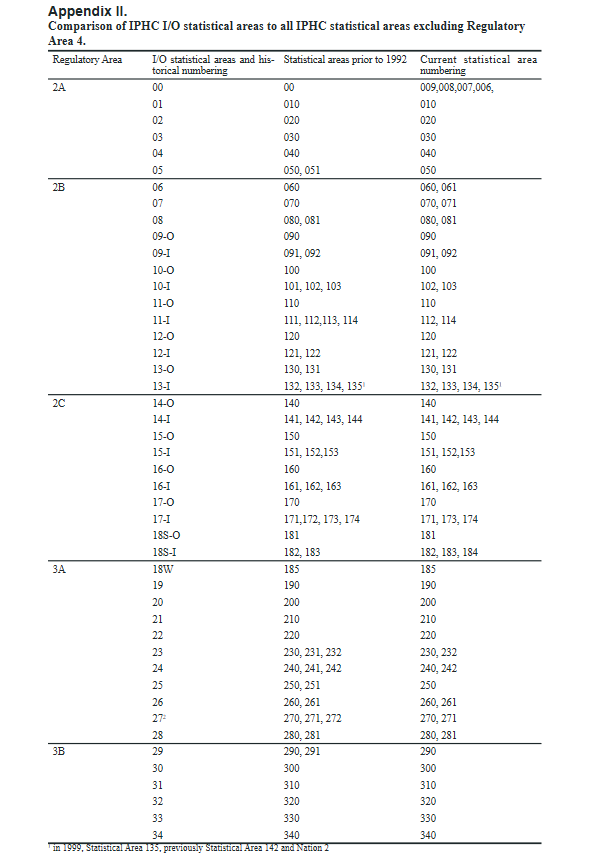 Appendix II.
Comparison of IPHC I/O statistical areas to all IPHC statistical areas excluding Regulatory
Area 4.
Regulatory Area I/O statistical areas and his- Statistical areas prior to 1992 Current statistical area
torical numbering numbering
2A 00 00 009,008,007,006,
01 010 010
02 020 020
03 030 030
04 040 040
05 050, 051 050
2B 06 060 060, 061
07 070 070, 071
08 080, 081 080, 081
09-O 090 090
09-I 091, 092 091, 092
10-O 100 100
10-I 101, 102, 103 102, 103
11-O 110 110
11-I 111, 112,113, 114 112, 114
12-O 120 120
12-I 121, 122 121, 122
13-O 130, 131 130, 131
13-I 132, 133, 134, 135¹ 132, 133, 134, 135¹
2C 14-O 140 140
14-I 141, 142, 143, 144 141, 142, 143, 144
15-O 150 150
15-I 151, 152,153 151, 152,153
16-O 160 160
16-I 161, 162, 163 161, 162, 163
17-O 170 170
17-I 171,172, 173, 174 171, 173, 174
18S-O 181 181
18S-I 182, 183 182, 183, 184
3A 18W 185 185
19 190 190
20 200 200
21 210 210
22 220 220
23 230, 231, 232 230, 232
24 240, 241, 242 240, 242
25 250, 251 250
26 260, 261 260, 261
27² 270, 271, 272 270, 271
28 280, 281 280, 281
3B 29 290, 291 290
30 300 300
31 310 310
32 320 320
33 330 330
34 340 340
¹ in 1999, Statistical Area 135, previously Statistical Area 142 and Nation 2